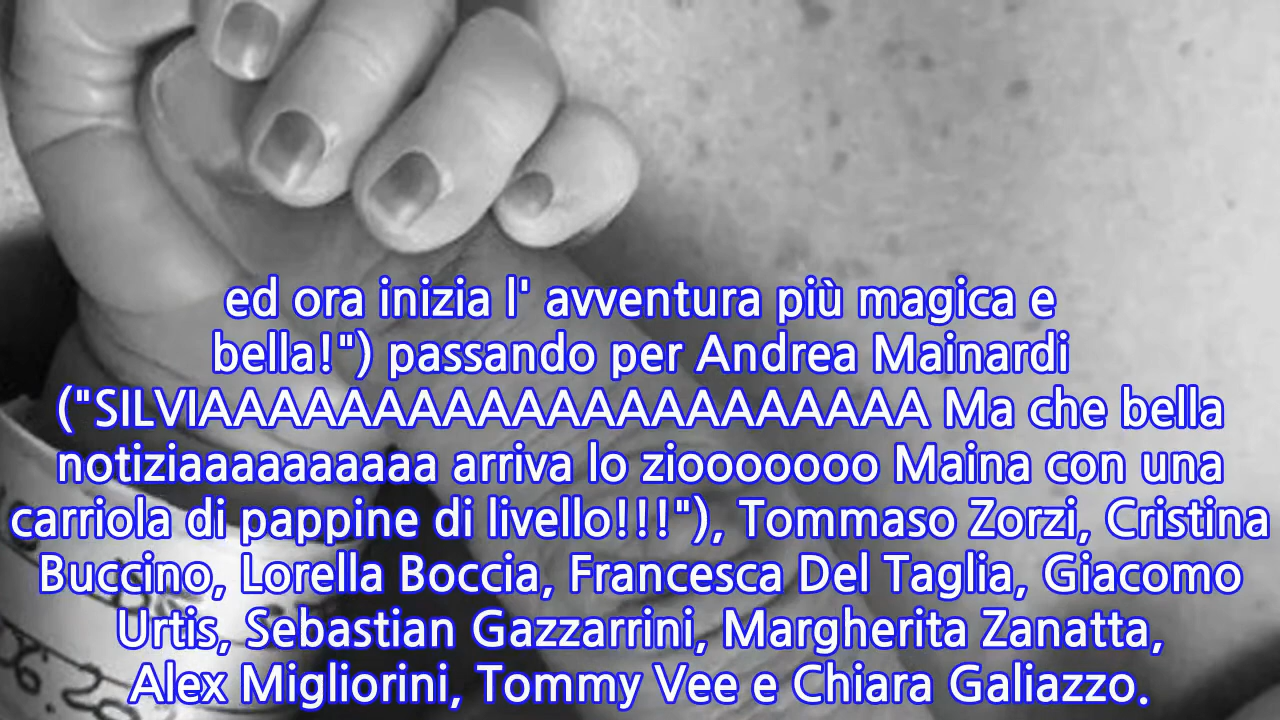 ed ora inizia l' avventura più magica e
bella!") passando per Andrea Mainardi
("SILVIAAAAAAAAAAAAAAAAAAAAA Ma che bella
notiziaaaaaaaaaa arriva lo ziooooooo Maina con una
carriola di pappine di livello!!!"), Tommaso Zorzi, Cristina
Buccino, Lorella Boccia, Francesca Del Taglia, Giacomo
Urtis, Sebastian Gazzarrini, Margherita Zanatta,
Alex Migliorini, Tommy Vee e Chiara Galiazzo.